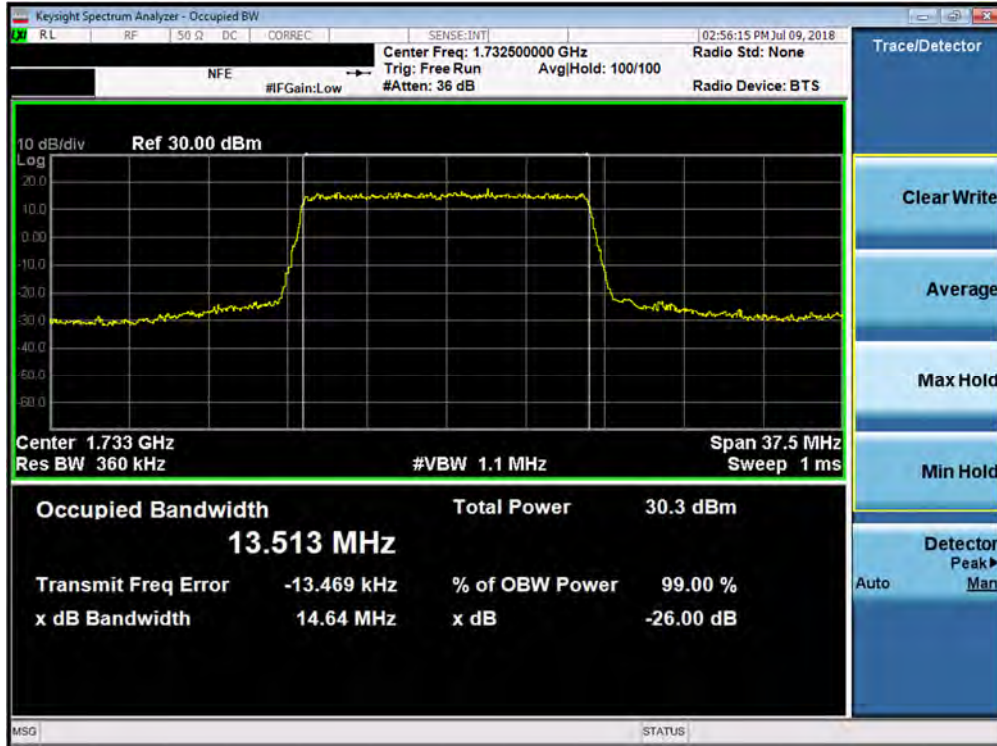 Keysight Spectrum Analyzer - Occupied BW
LXI RL RF 50 Ω DC CORREC SENSE:INT 02:56:15 PM Jul 09, 2018
Center Freq: 1.732500000 GHz Radio Std: None
NFE Trig: Free Run Avg|Hold: 100/100
#IFGain:Low #Atten: 36 dB Radio Device: BTS
Trace/Detector
10 dB/div Ref 30.00 dBm
Log
20.0
10.0
0.00
-10.0
-20.0
-30.0
-40.0
-50.0
-60.0
Center 1.733 GHz Span 37.5 MHz
Res BW 360 kHz #VBW 1.1 MHz Sweep 1 ms
Occupied Bandwidth Total Power 30.3 dBm
13.513 MHz
Transmit Freq Error -13.469 kHz % of OBW Power 99.00 %
x dB Bandwidth 14.64 MHz x dB -26.00 dB
Clear Write
Average
Max Hold
Min Hold
Detector
Peak▶
Auto Man
MSG STATUS